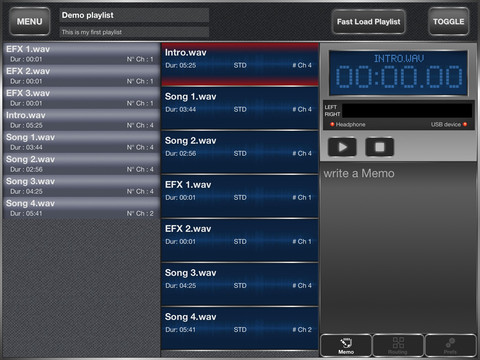 MENU
Demo playlist
This is my first playlist
Fast Load Playlist
TOGGLE
EFX 1.wav
Dur : 00:01 N° Ch : 1
EFX 2.wav
Dur : 00:01 N° Ch : 1
EFX 3.wav
Dur : 00:01 N° Ch : 1
Intro.wav
Dur : 05:25 N° Ch : 4
Song 1.wav
Dur : 03:44 N° Ch : 4
Song 2.wav
Dur : 02:56 N° Ch : 4
Song 3.wav
Dur : 04:25 N° Ch : 4
Song 4.wav
Dur : 05:41 N° Ch : 2
Intro.wav
Dur: 05:25 STD # Ch 4
Song 1.wav
Dur: 03:44 STD # Ch 4
Song 2.wav
Dur: 02:56 STD # Ch 4
EFX 1.wav
Dur: 00:01 STD # Ch 1
EFX 2.wav
Dur: 00:01 STD # Ch 1
Song 3.wav
Dur: 04:25 STD # Ch 4
Song 4.wav
Dur: 05:41 STD # Ch 2
INTRO.WAV
00:00.00
LEFT
RIGHT
Headphone USB device
write a Memo
Memo Routing Prefs